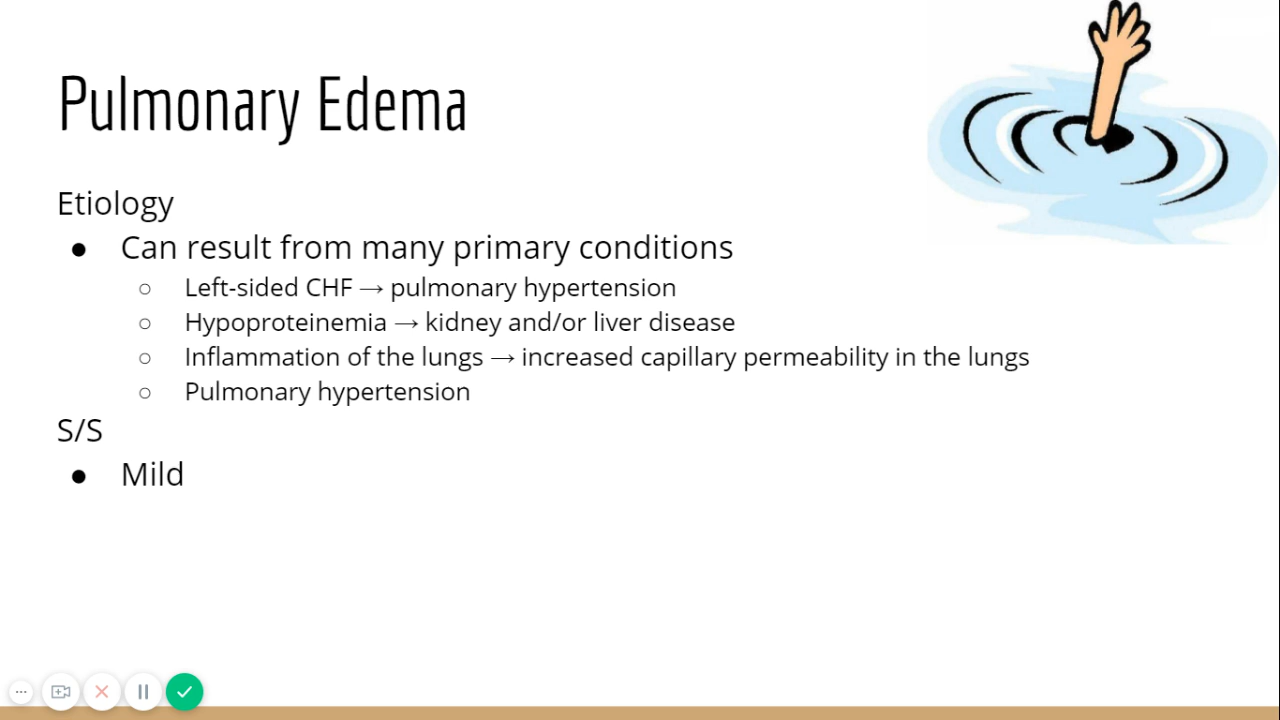 Pulmonary Edema
Etiology
● Can result from many primary conditions
○ Left-sided CHF → pulmonary hypertension
○ Hypoproteinemia → kidney and/or liver disease
○ Inflammation of the lungs → increased capillary permeability in the lungs
○ Pulmonary hypertension
S/S
● Mild